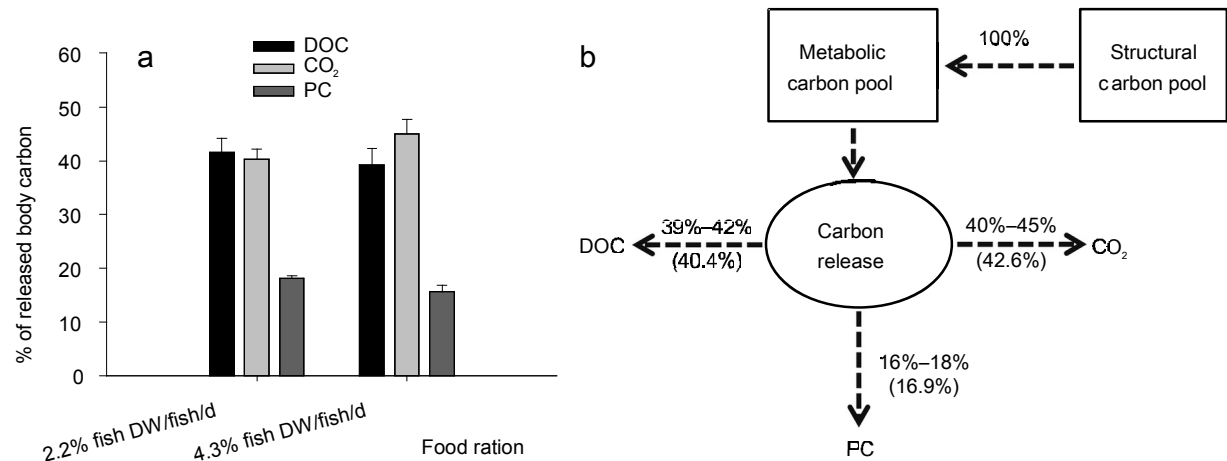 a
DOC
CO₂
PC
60
50
40
30
20
10
0
% of released body carbon
2.2% fish DW/fish/d
4.3% fish DW/fish/d
Food ration
b
Metabolic
carbon pool
100%
Structural
carbon pool
Carbon
release
39%–42%
(40.4%)
DOC
40%–45%
(42.6%)
CO₂
16%–18%
(16.9%)
PC